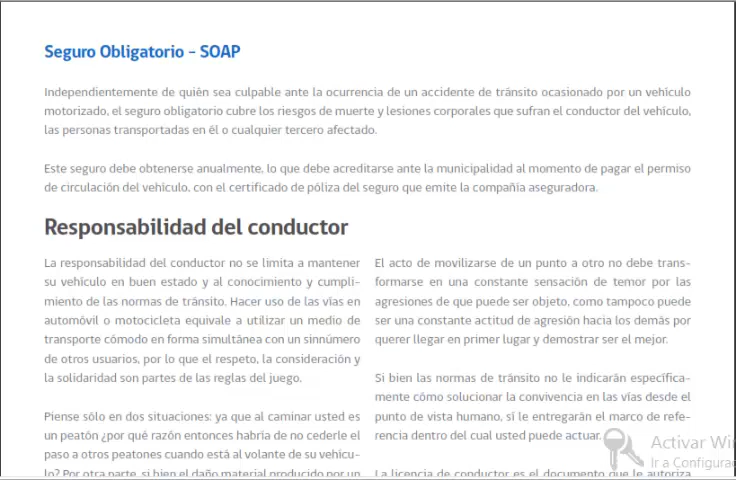 Seguro Obligatorio – SOAP
Independientemente de quién sea culpable ante la ocurrencia de un accidente de tránsito ocasionado por un vehículo
motorizado, el seguro obligatorio cubre los riesgos de muerte y lesiones corporales que sufran el conductor del vehículo,
las personas transportadas en él o cualquier tercero afectado.
Este seguro debe obtenerse anualmente, lo que debe acreditarse ante la municipalidad al momento de pagar el permiso
de circulación del vehículo, con el certificado de póliza del seguro que emite la compañía aseguradora.
Responsabilidad del conductor
La responsabilidad del conductor no se limita a mantener
su vehículo en buen estado y al conocimiento y cumpli-
miento de las normas de tránsito. Hacer uso de las vías en
automóvil o motocicleta equivale a utilizar un medio de
transporte cómodo en forma simultánea con un sinnúmero
de otros usuarios, por lo que el respeto, la consideración y
la solidaridad son partes de las reglas del juego.
Piense sólo en dos situaciones: ya que al caminar usted es
un peatón ¿por qué razón entonces habría de no cederle el
paso a otros peatones cuando está al volante de su vehícu-
lo? Por otra parte, si bien el daño material producido por un
El acto de movilizarse de un punto a otro no debe trans-
formarse en una constante sensación de temor por las
agresiones de que puede ser objeto, como tampoco puede
ser una constante actitud de agresión hacia los demás por
querer llegar en primer lugar y demostrar ser el mejor.
Si bien las normas de tránsito no le indicarán específica-
mente cómo solucionar la convivencia en las vías desde el
punto de vista humano, sí le entregarán el marco de refe-
rencia dentro del cual usted puede actuar.
La licencia de conductor es el documento que le autoriza
Activar Win
Ir a Configurac